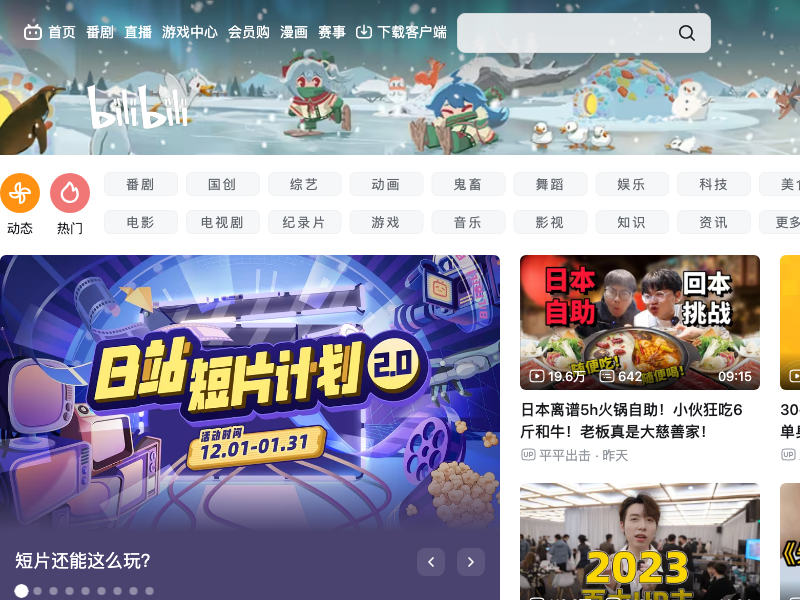 首页 番剧 直播 游戏中心 会员购 漫画 赛事 下载客户端
bilibili
番剧 国创 综艺 动画 鬼畜 舞蹈 娱乐 科技
动态 热门
电影 电视剧 纪录片 游戏 音乐 影视 知识 资讯 更多
B站短片计划2.0
活动时间
12.01-01.31
短片还能这么玩?
日本
自助
回本
挑战
随便吃!
随便喝!
19.6万 642 09:15
日本离谱5h火锅自助！小伙狂吃6
斤和牛！老板真是大慈善家！
UP 平平出击 · 昨天
2023
30
UP